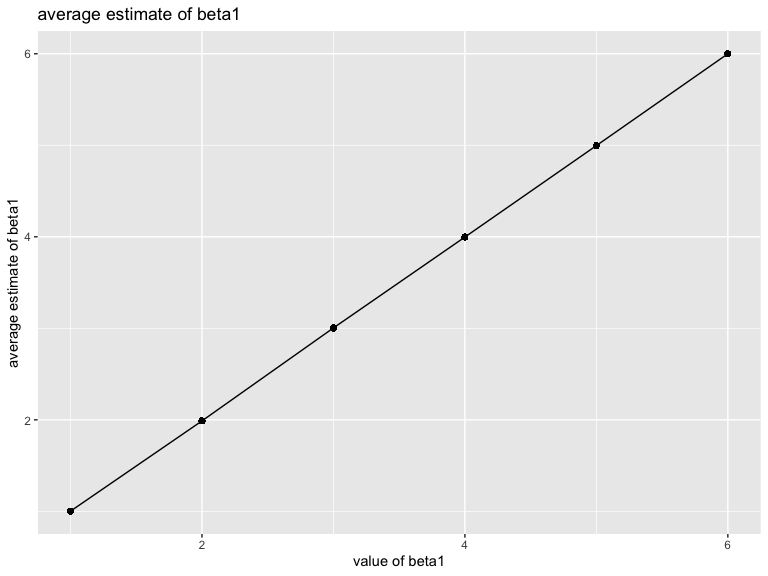 average estimate of beta1
average estimate of beta1
6
4
2
2 4 6
value of beta1